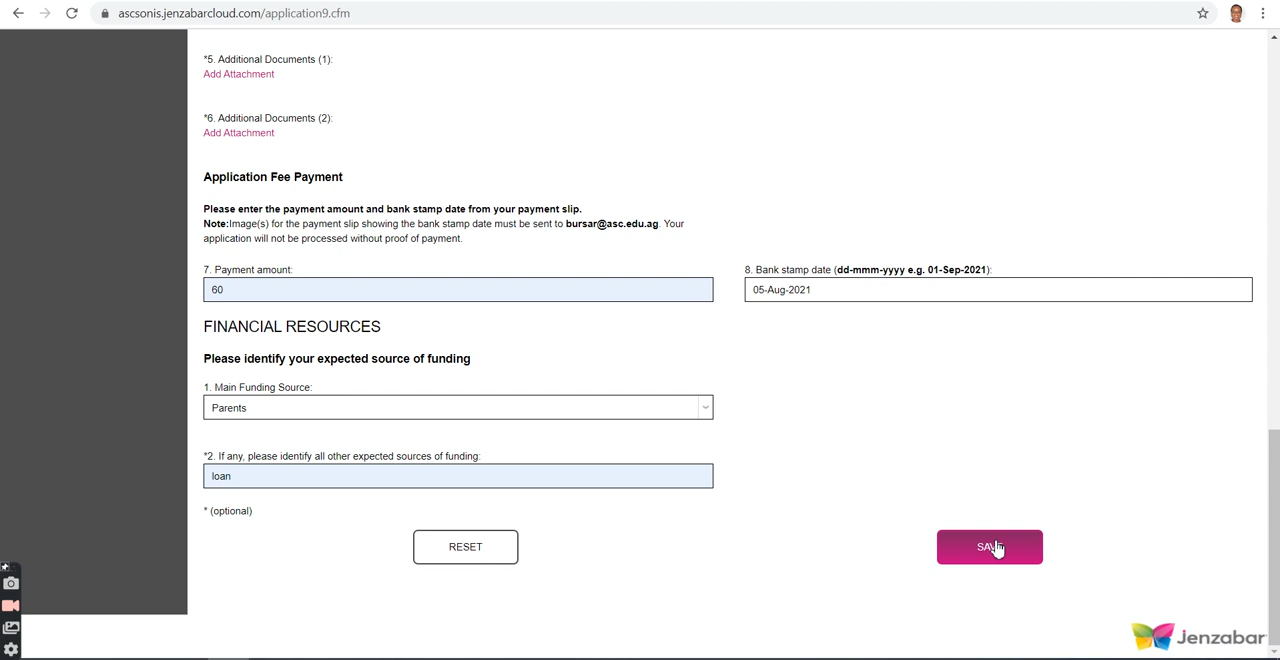 ascsonis.jenzabarcloud.com/application9.cfm
*5. Additional Documents (1):
Add Attachment
*6. Additional Documents (2):
Add Attachment
Application Fee Payment
Please enter the payment amount and bank stamp date from your payment slip.
Note:Image(s) for the payment slip showing the bank stamp date must be sent to bursar@asc.edu.ag. Your
application will not be processed without proof of payment.
7. Payment amount:
8. Bank stamp date (dd-mmm-yyyy e.g. 01-Sep-2021):
60
05-Aug-2021
FINANCIAL RESOURCES
Please identify your expected source of funding
1. Main Funding Source:
Parents
*2. If any, please identify all other expected sources of funding:
loan
* (optional)
RESET
Jenzabar